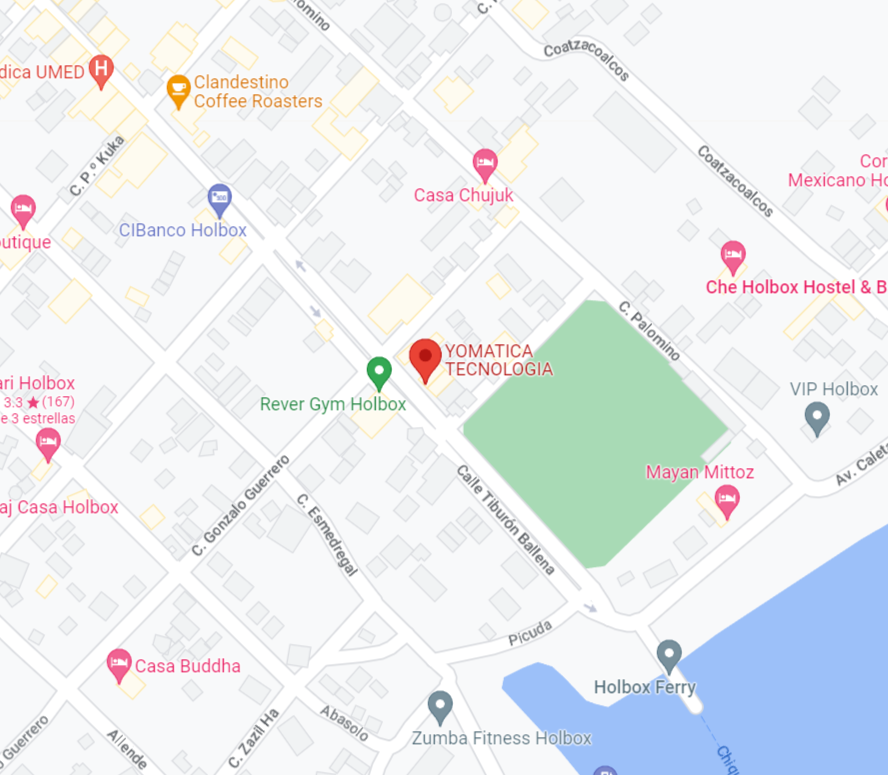 omino
C.
Coatzacoalcos
dica UMED
H
Clandestino
Coffee Roasters
C. P.º Kuka
Coatzacoalcos
Cor
Mexicano Ho
Casa Chujuk
outique
CIBanco Holbox
Che Holbox Hostel & B
C. Palomino
YOMATICA
TECNOLOGIA
ari Holbox
3.3 ★ (167)
e 3 estrellas
Rever Gym Holbox
VIP Holbox
Av. Caleta
Mayan Mittoz
aj Casa Holbox
C. Gonzalo Guerrero
C. Esmedregal
Calle Tiburón Ballena
Picuda
Casa Buddha
Holbox Ferry
Abasolo
C. Zazil Ha
Zumba Fitness Holbox
o Guerrero
Allende
Chiq